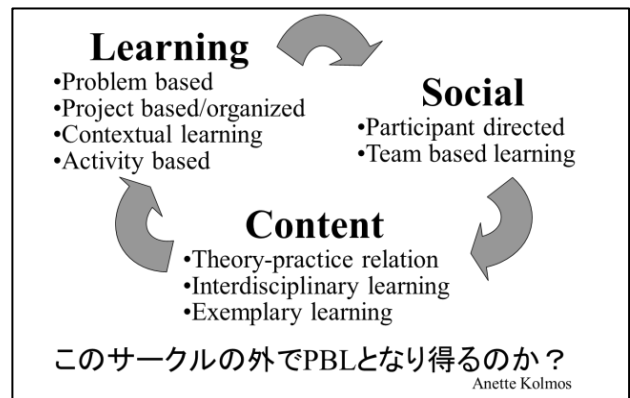 Learning
•Problem based
•Project based/organized
•Contextual learning
•Activity based
Social
•Participant directed
•Team based learning
Content
•Theory-practice relation
•Interdisciplinary learning
•Exemplary learning
このサークルの外でPBLとなり得るのか？
Anette Kolmos